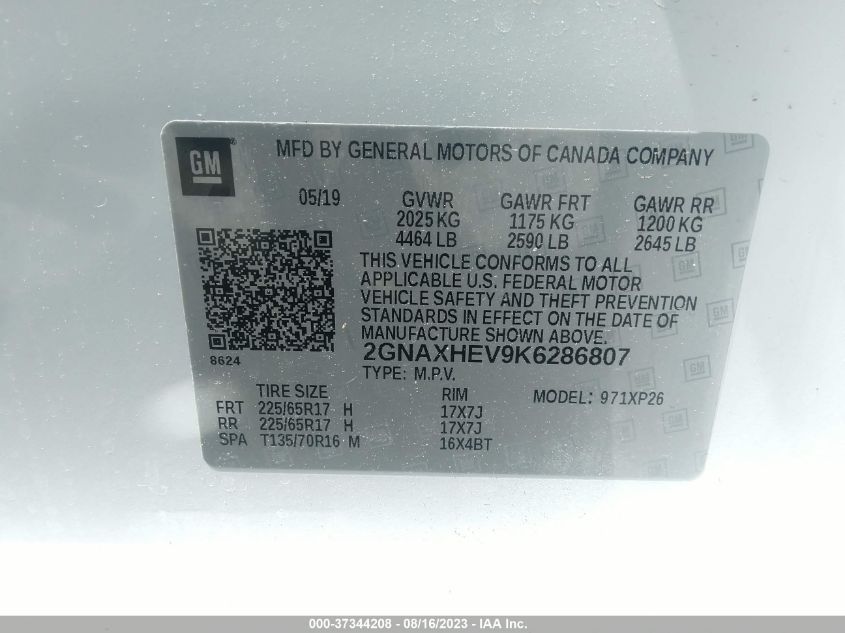 GM ® MFD BY GENERAL MOTORS OF CANADA COMPANY
05/19 GVWR GAWR FRT GAWR RR
2025 KG 1175 KG 1200 KG
4464 LB 2590 LB 2645 LB
THIS VEHICLE CONFORMS TO ALL
APPLICABLE U.S. FEDERAL MOTOR
VEHICLE SAFETY AND THEFT PREVENTION
STANDARDS IN EFFECT ON THE DATE OF
MANUFACTURE SHOWN ABOVE.
8624 2GNAXHEV9K6286807
TYPE: M.P.V.
TIRE SIZE RIM MODEL: 971XP26
FRT 225/65R17 H 17X7J
RR 225/65R17 H 17X7J
SPA T135/70R16 M 16X4BT
000-37344208 - 08/16/2023 - IAA Inc.